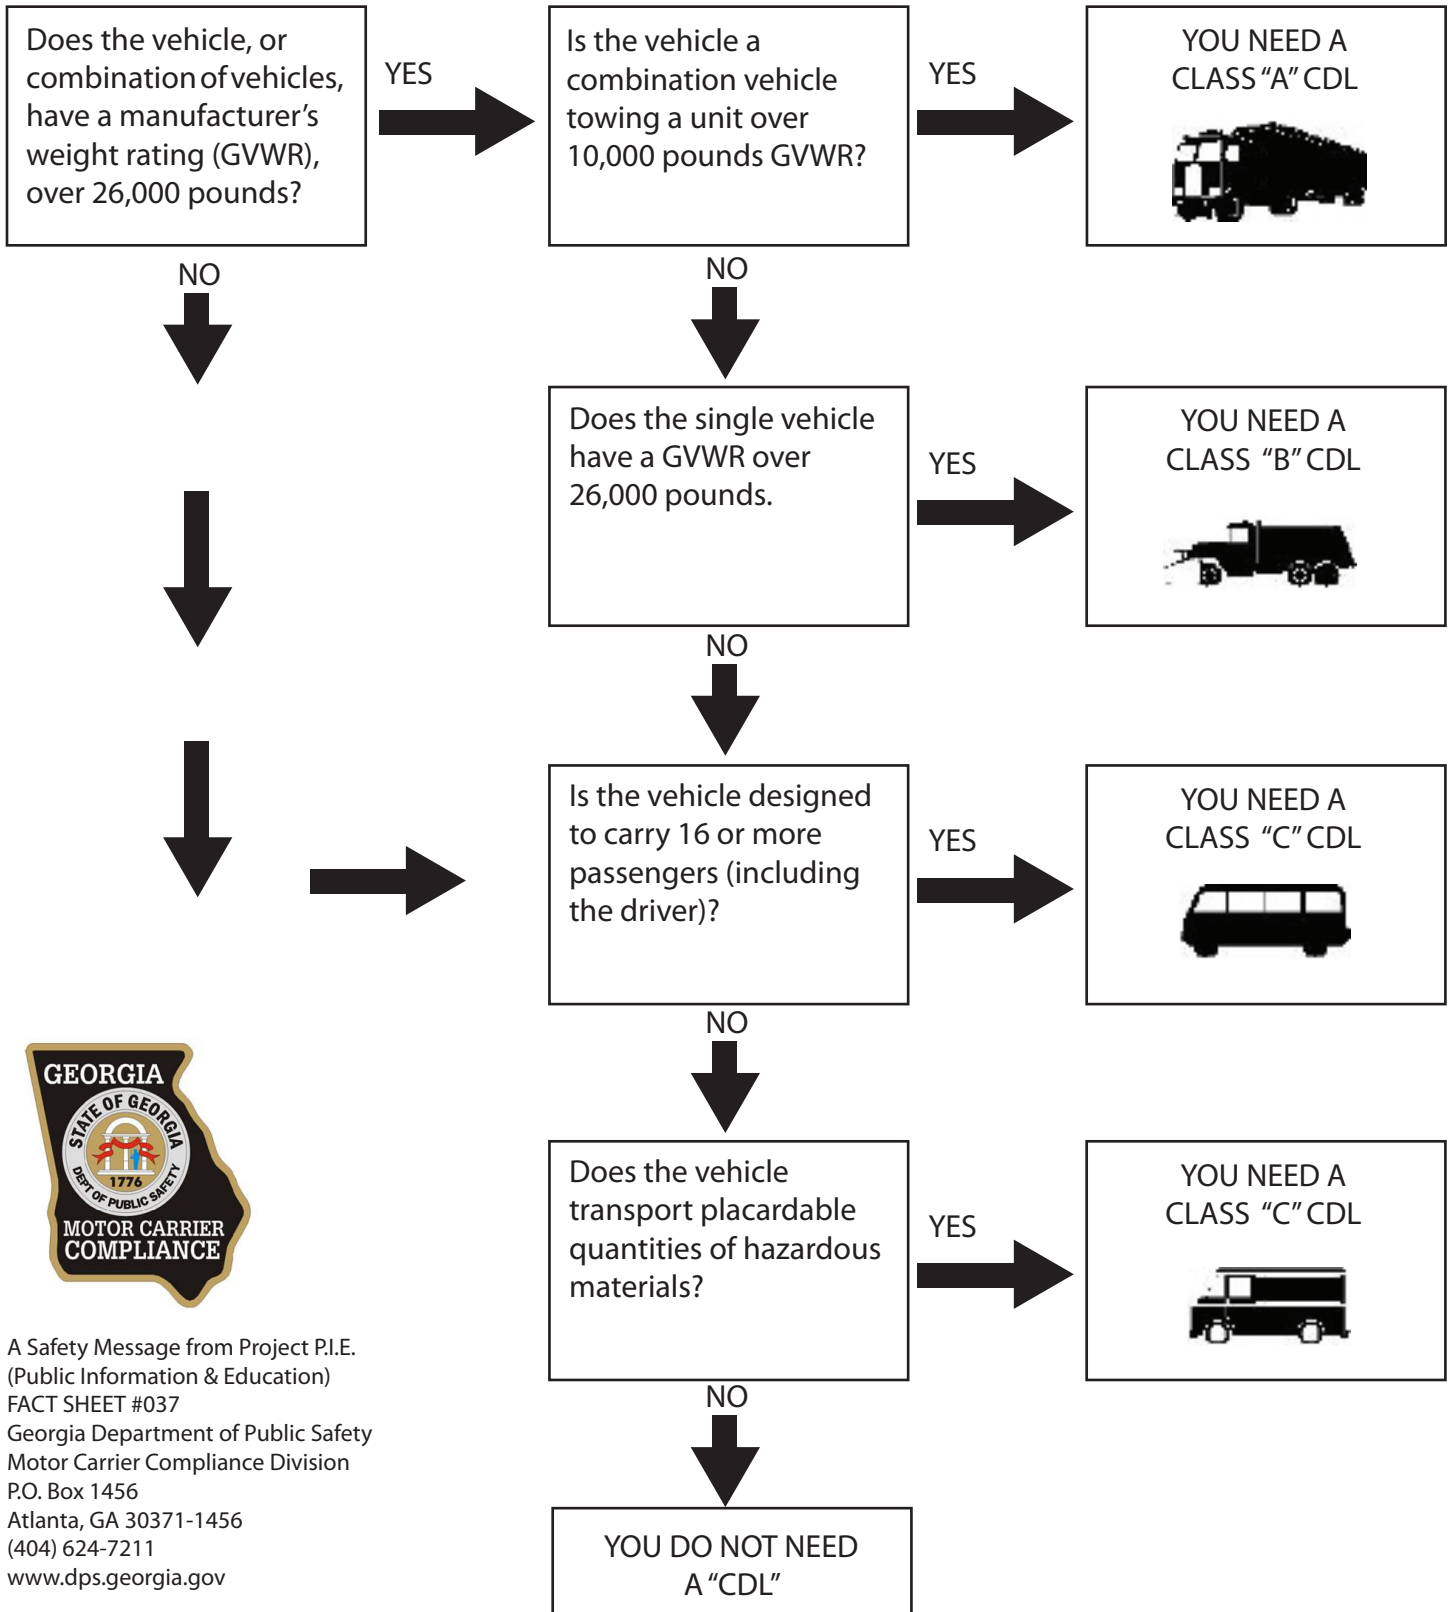 Does the vehicle, or
combination of vehicles,
have a manufacturer's
weight rating (GVWR),
over 26,000 pounds?
YES
Is the vehicle a
combination vehicle
towing a unit over
10,000 pounds GVWR?
YES
YOU NEED A
CLASS “A” CDL
NO
NO
Does the single vehicle
have a GVWR over
26,000 pounds.
YES
YOU NEED A
CLASS “B” CDL
NO
Is the vehicle designed
to carry 16 or more
passengers (including
the driver)?
YES
YOU NEED A
CLASS “C” CDL
NO
Does the vehicle
transport placardable
quantities of hazardous
materials?
YES
YOU NEED A
CLASS “C” CDL
NO
YOU DO NOT NEED
A “CDL”
GEORGIA
STATE OF GEORGIA
1776
DEPT OF PUBLIC SAFETY
MOTOR CARRIER
COMPLIANCE
A Safety Message from Project P.I.E.
(Public Information & Education)
FACT SHEET #037
Georgia Department of Public Safety
Motor Carrier Compliance Division
P.O. Box 1456
Atlanta, GA 30371-1456
(404) 624-7211
www.dps.georgia.gov